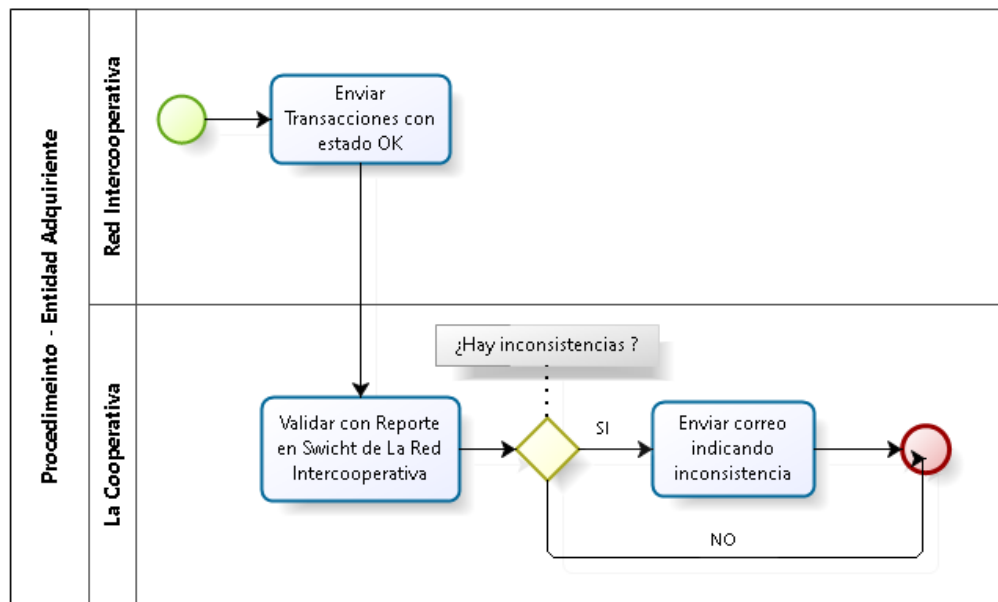 Procedimeinto - Entidad Adquiriente
Red Intercooperativa
Enviar
Transacciones con
estado OK
La Cooperativa
¿Hay inconsistencias ?
Validar con Reporte
en Swicht de La Red
Intercooperativa
SI
Enviar correo
indicando
inconsistencia
NO